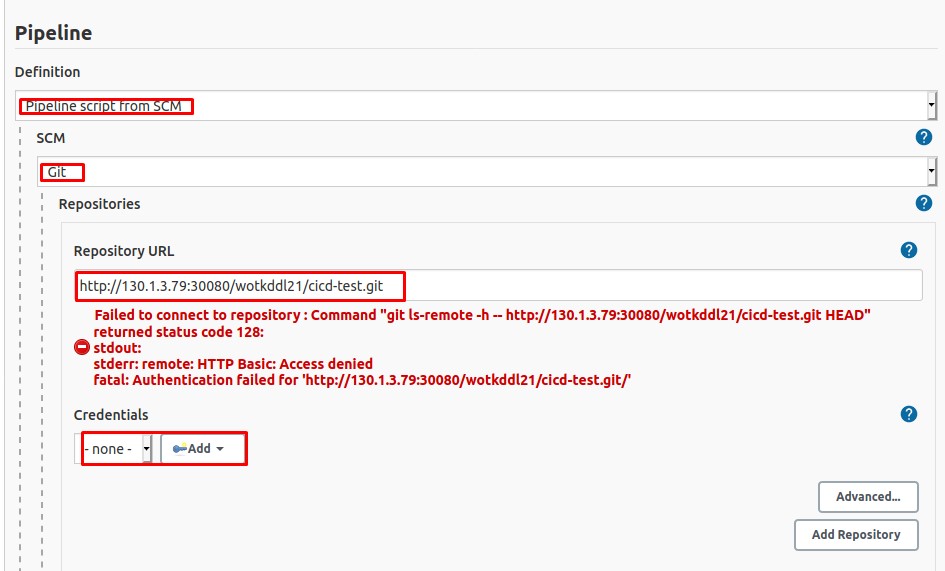 Pipeline
Definition
Pipeline script from SCM
SCM
Git
Repositories
Repository URL
http://130.1.3.79:30080/wotkddl21/cicd-test.git
Failed to connect to repository : Command "git ls-remote -h -- http://130.1.3.79:30080/wotkddl21/cicd-test.git HEAD"
returned status code 128:
stdout:
stderr: remote: HTTP Basic: Access denied
fatal: Authentication failed for 'http://130.1.3.79:30080/wotkddl21/cicd-test.git/'
Credentials
- none - Add
Advanced...
Add Repository